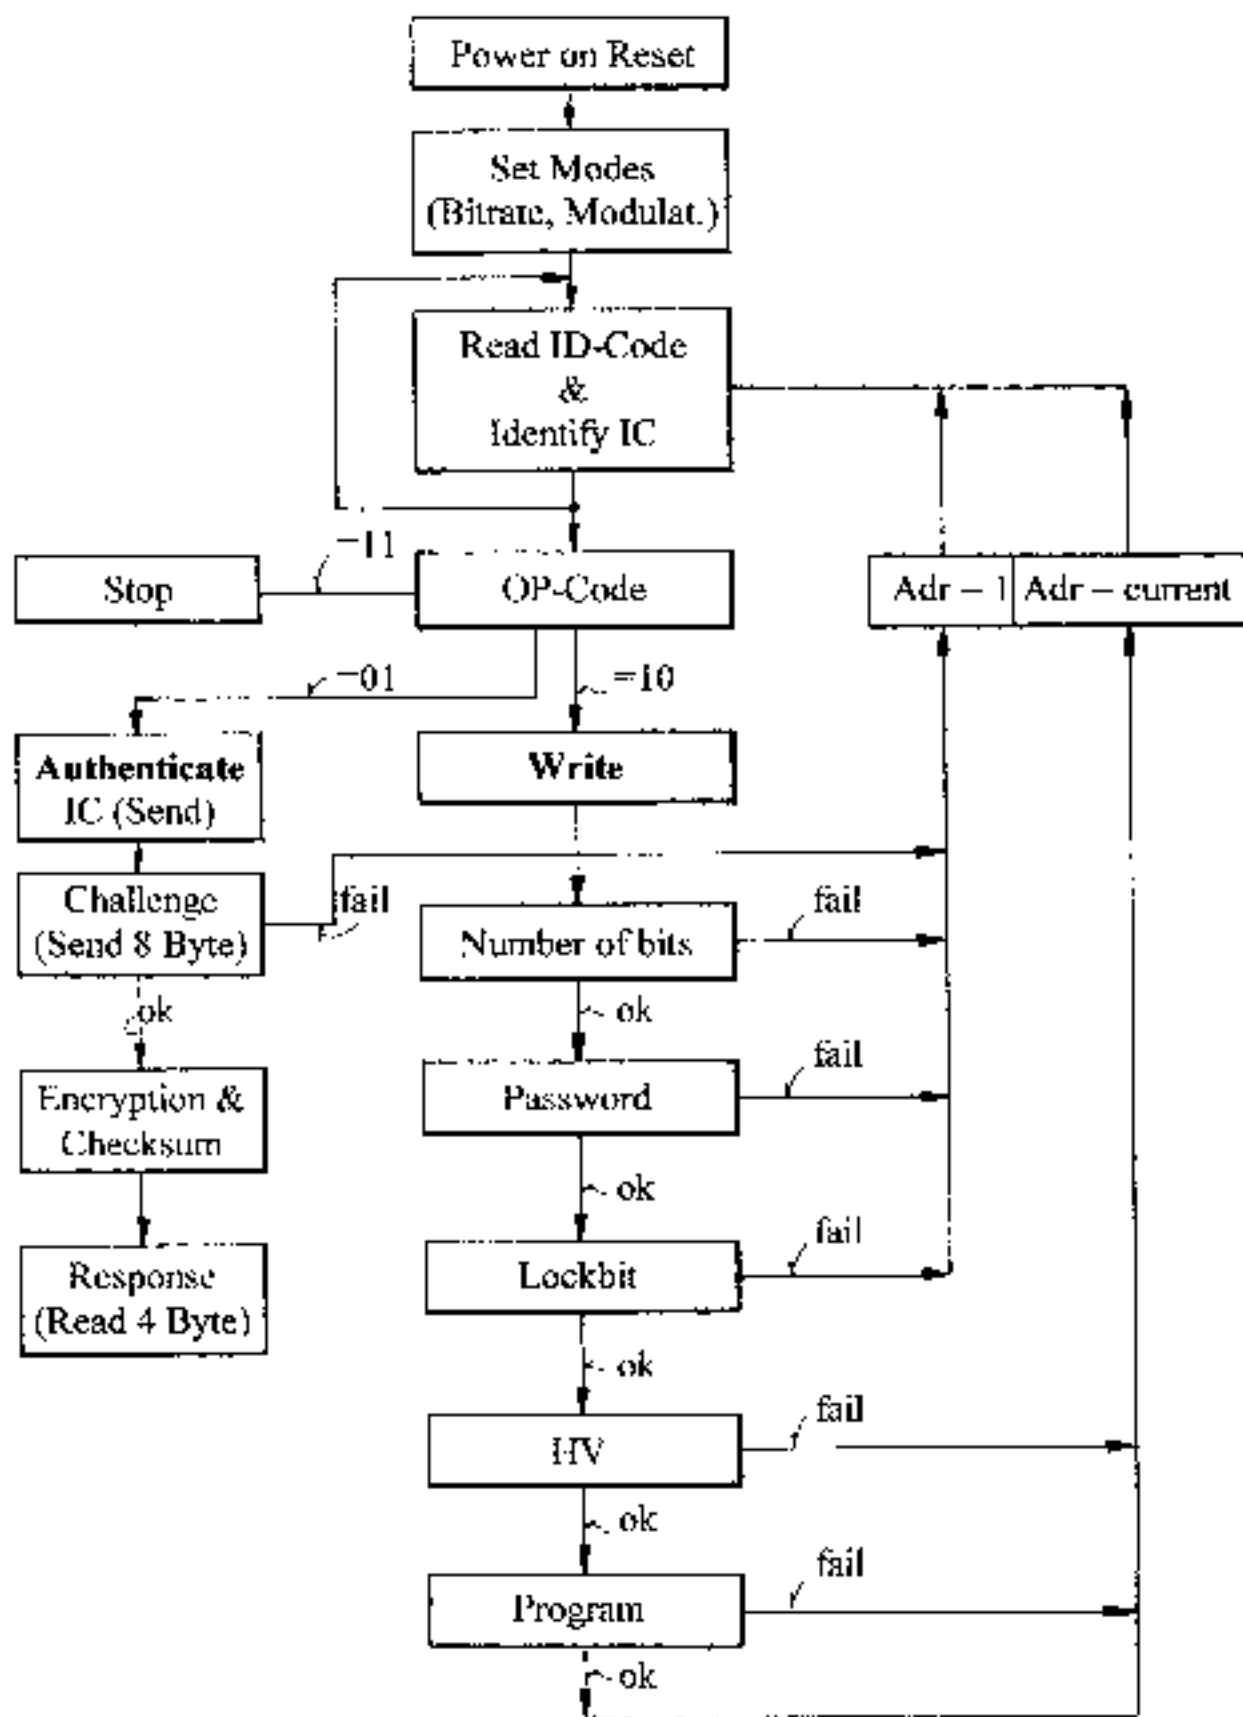 Power on Reset
Set Modes
(Bitrate, Modulat.)
Read ID-Code
&
Identify IC
=11
Stop
OP-Code
Adr – 1
Adr – current
=01
=10
Authenticate
IC (Send)
Write
Challenge
(Send 8 Byte)
fail
fail
Number of bits
ok
ok
fail
Encryption &
Checksum
Password
ok
fail
Response
(Read 4 Byte)
Lockbit
ok
fail
HV
ok
fail
Program
ok